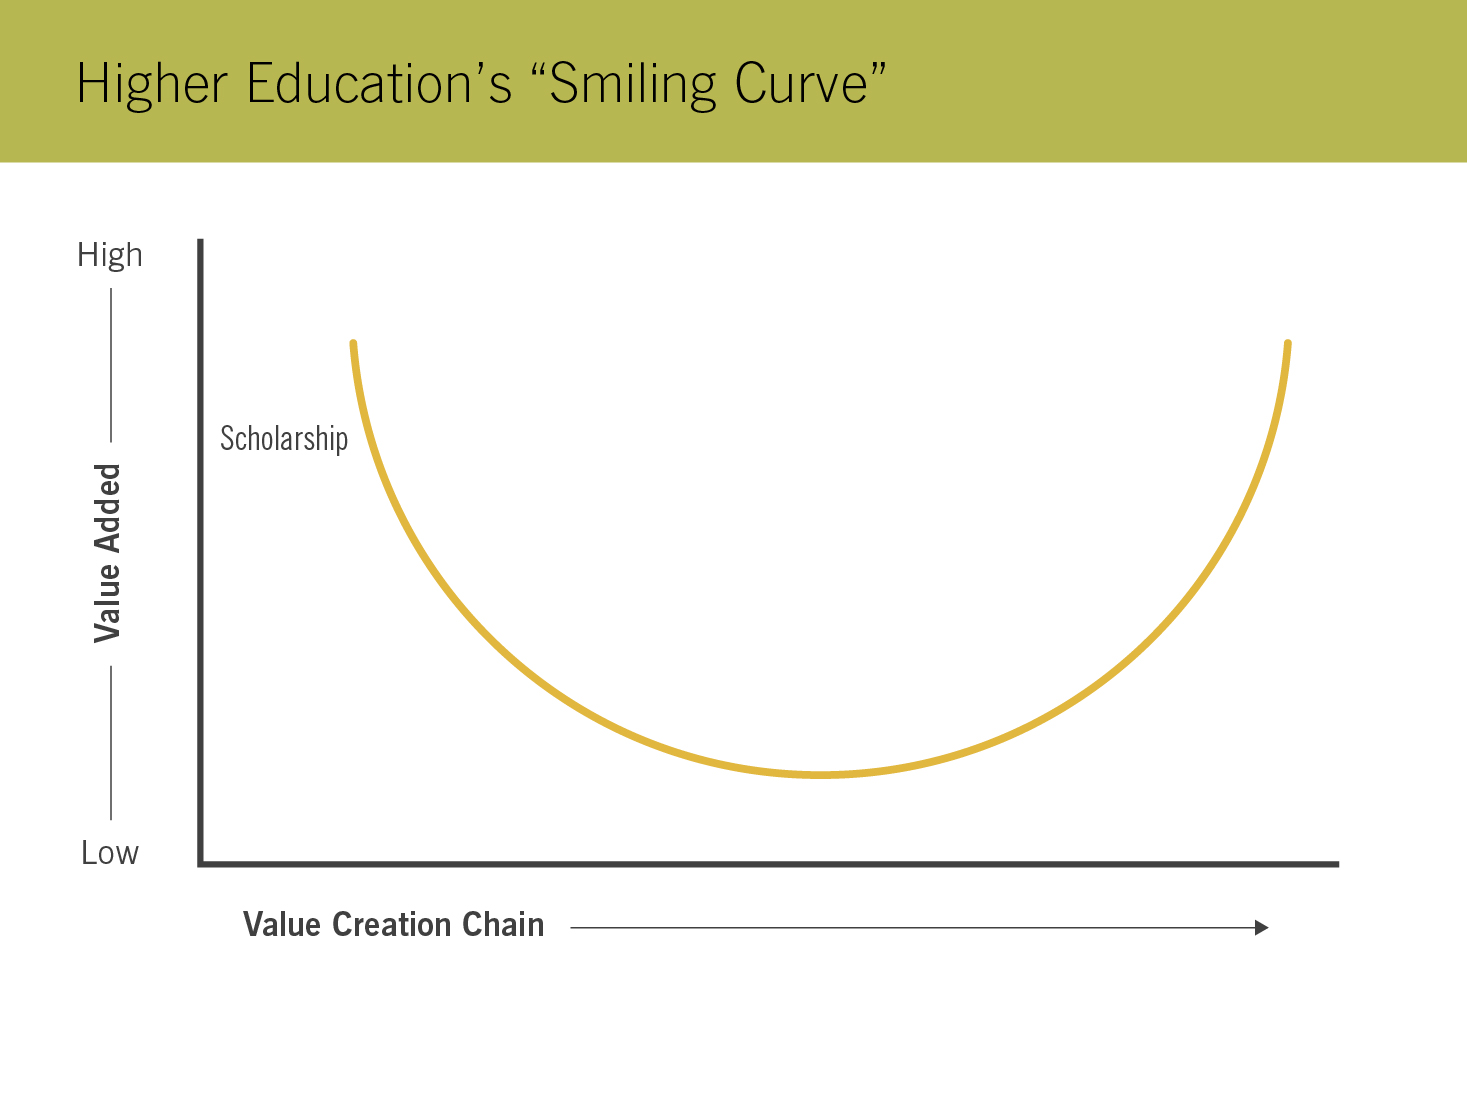 Higher Education’s “Smiling Curve”
High
Scholarship
Value Added
Low
Value Creation Chain